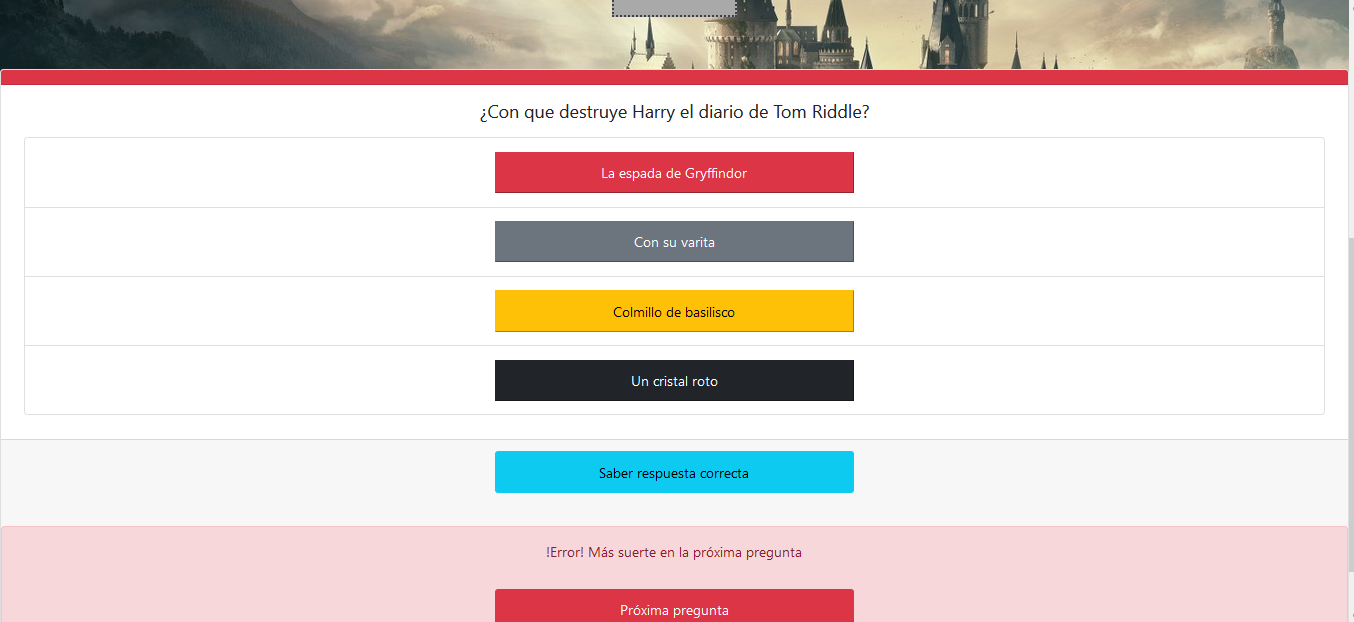 ¿Con que destruye Harry el diario de Tom Riddle?
La espada de Gryffindor
Con su varita
Colmillo de basilisco
Un cristal roto
Saber respuesta correcta
!Error! Más suerte en la próxima pregunta
Próxima pregunta